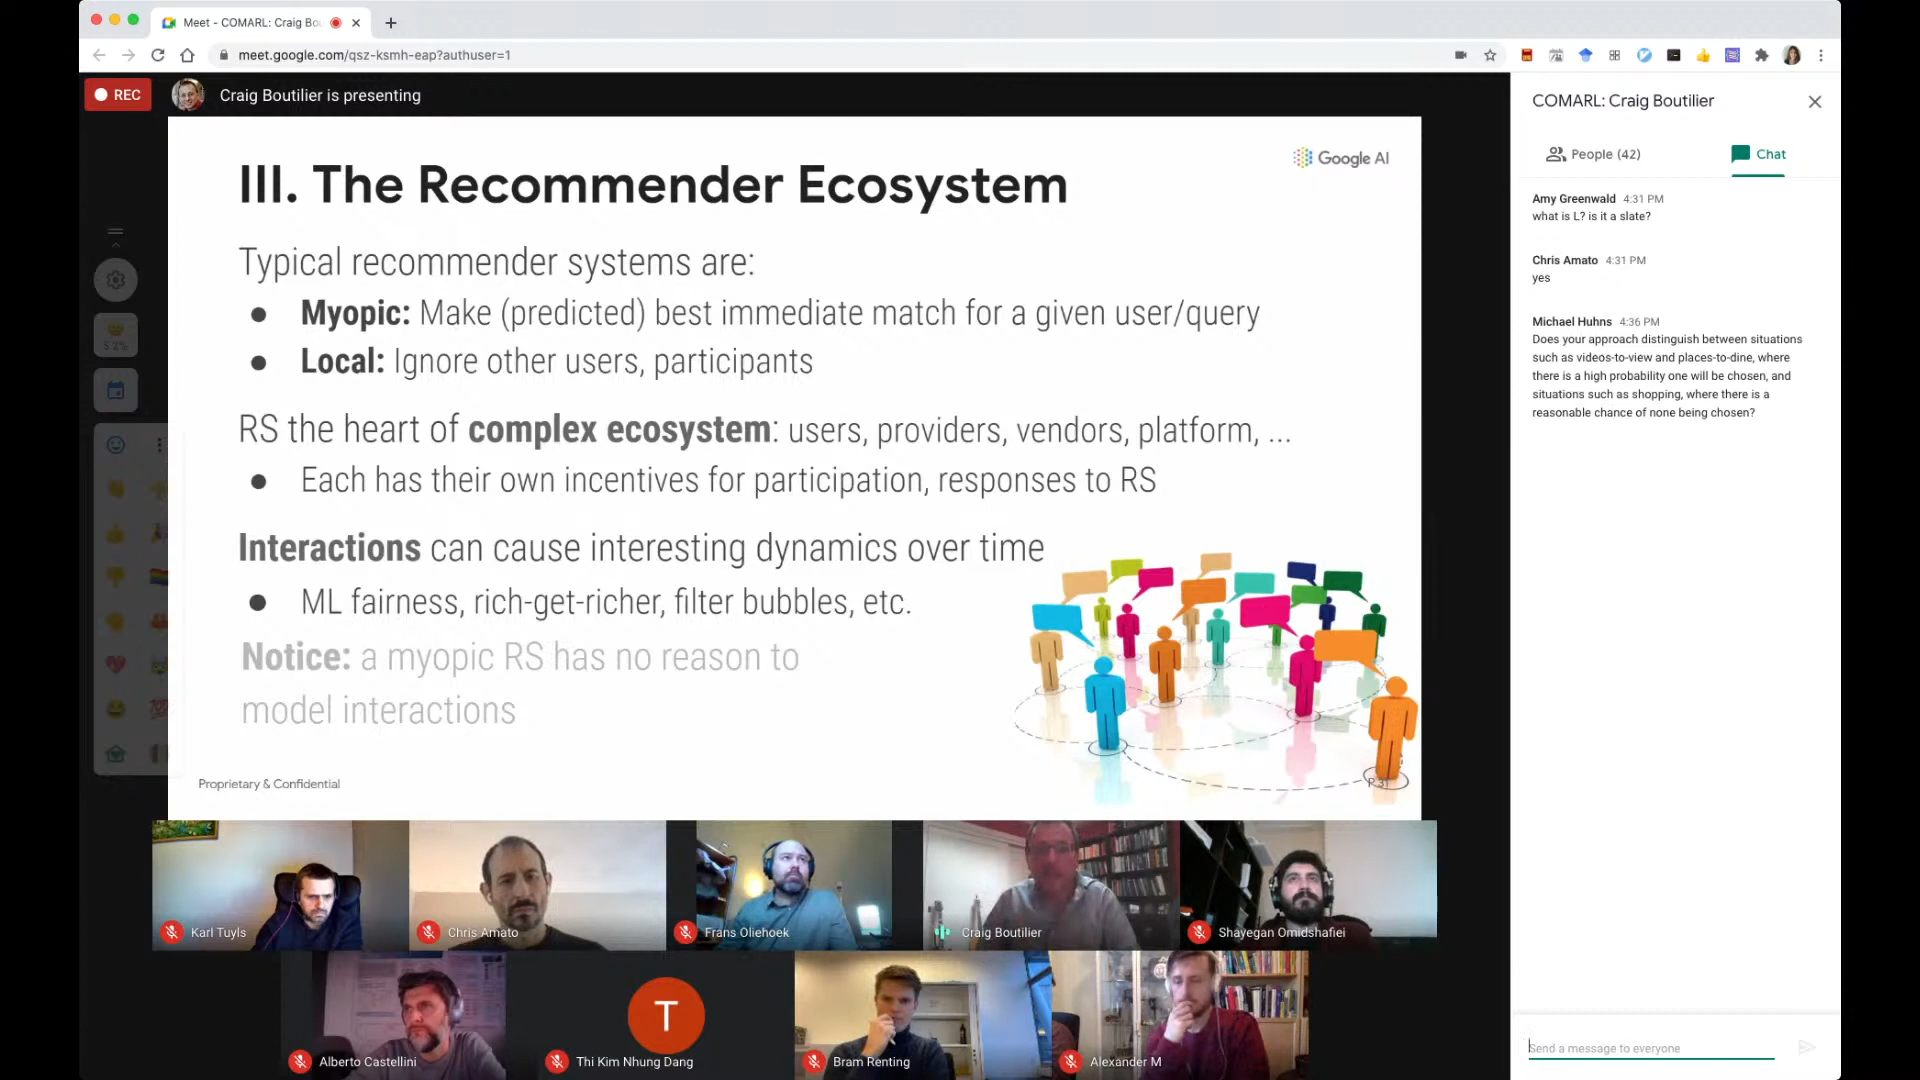 Meet - COMARL: Craig Bou
meet.google.com/qsz-ksmh-eap?authuser=1
REC
Craig Boutilier is presenting
Google AI
III. The Recommender Ecosystem
Typical recommender systems are:
● Myopic: Make (predicted) best immediate match for a given user/query
● Local: Ignore other users, participants
RS the heart of complex ecosystem: users, providers, vendors, platform, ...
● Each has their own incentives for participation, responses to RS
Interactions can cause interesting dynamics over time
● ML fairness, rich-get-richer, filter bubbles, etc.
Notice: a myopic RS has no reason to
model interactions
Proprietary & Confidential
Karl Tuyls
Chris Amato
Frans Oliehoek
Craig Boutilier
Shayegan Omidshafiei
T
Alberto Castellini
Thi Kim Nhung Dang
Bram Renting
Alexander M
COMARL: Craig Boutilier
People (42)
Chat
Amy Greenwald 4:31 PM
what is L? is it a slate?
Chris Amato 4:31 PM
yes
Michael Huhns 4:36 PM
Does your approach distinguish between situations
such as videos-to-view and places-to-dine, where
there is a high probability one will be chosen, and
situations such as shopping, where there is a
reasonable chance of none being chosen?
Send a message to everyone